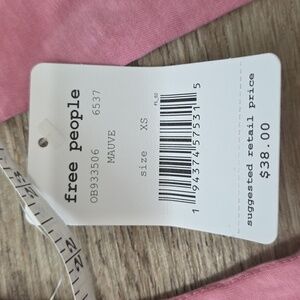 free people
OB933506 6537
MAUVE
size XS
1 94374 57531 5
suggested retail price
$38.00